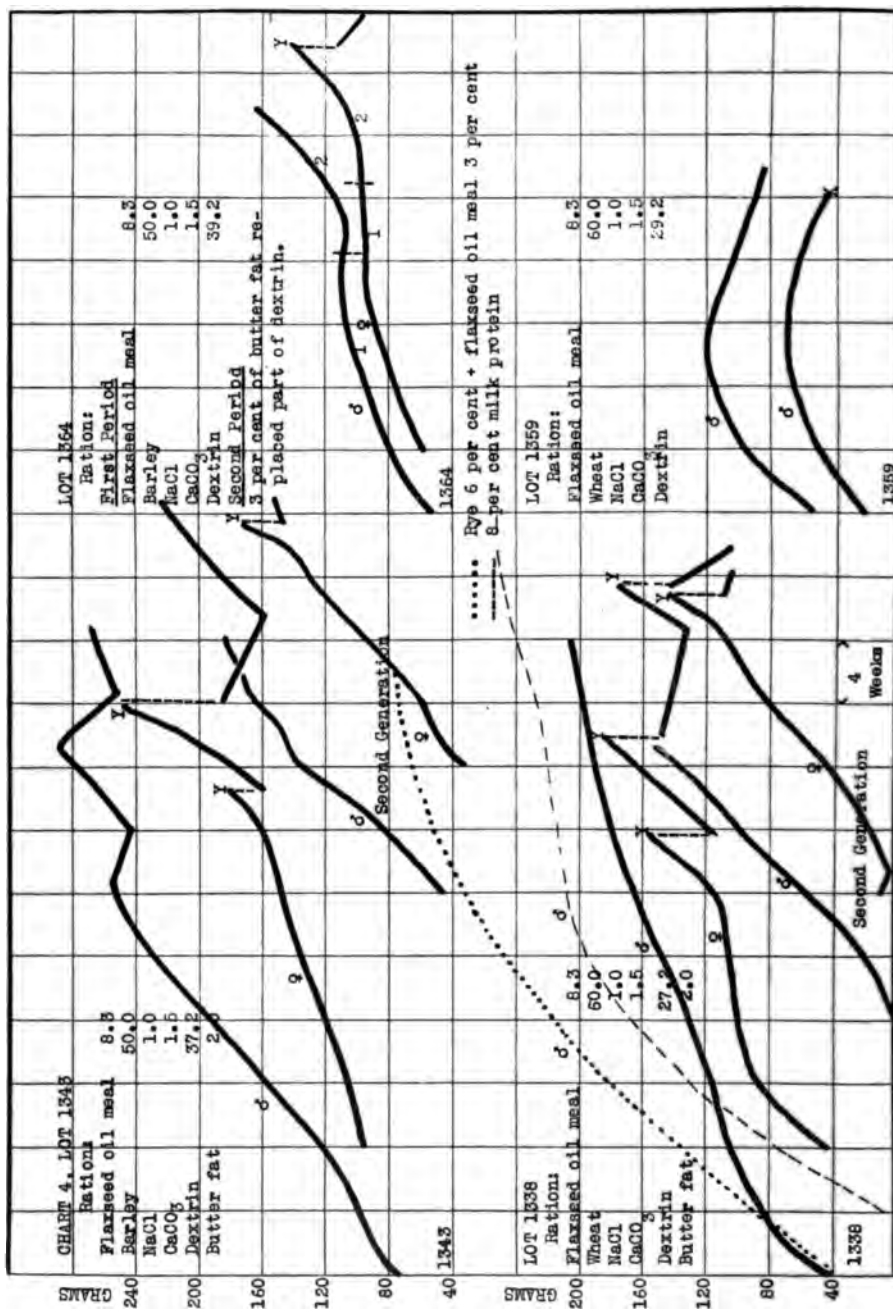 CHART 4, LOT 1343
Ration:
Flaxseed oil meal 8.3
Barley 50.0
NaCl 1.0
CaCO3 1.5
Dextrin 37.2
Butter fat 2.0
GRAMS
240
200
160
120
80
40
♂
♀
Y
Y
1343
♂
♀
Y
Second Generation
LOT 1364
Ration:
First Period
Flaxseed oil meal 8.3
Barley 50.0
NaCl 1.0
CaCO3 1.5
Dextrin 39.2
Second Period
3 per cent of butter fat re-
placed part of dextrin.
♂
♀
1
1
2
2
Y
1364
Rye 6 per cent + flaxseed oil meal 3 per cent
8 per cent milk protein
LOT 1338
Ration:
Flaxseed oil meal 8.3
Wheat 60.0
NaCl 1.0
CaCO3 1.5
Dextrin 27.2
Butter fat 2.0
GRAMS
200
160
120
80
40
♂
♂
♂
♀
Y
Y
1338
♂
♀
Y
Y
Second Generation
4
Weeks
LOT 1359
Ration:
Flaxseed oil meal 8.3
Wheat 60.0
NaCl 1.0
CaCO3 1.5
Dextrin 29.2
♂
♂
1359